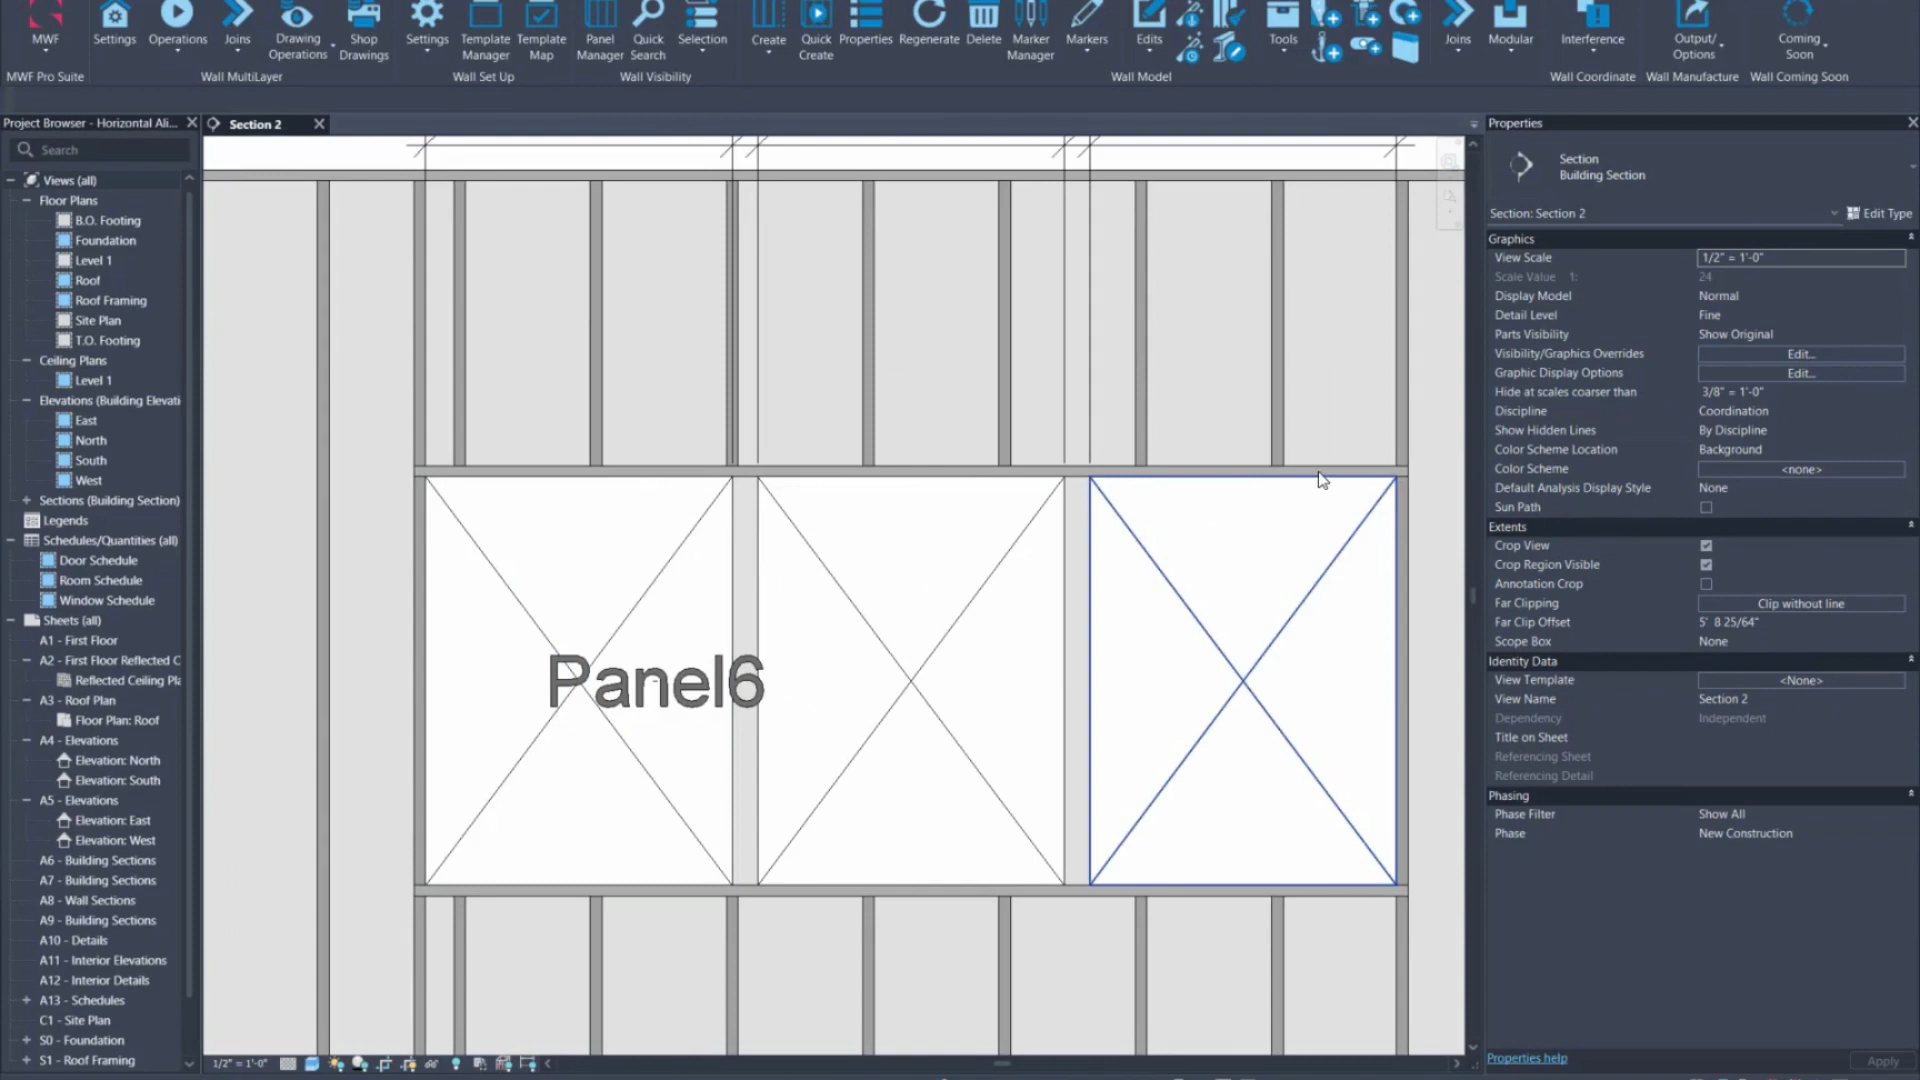 MWF
Settings
Operations
Joins
Drawing
Operations
Shop
Drawings
Settings
Template
Manager
Template
Map
Panel
Manager
Quick
Search
Selection
Create
Quick
Create
Properties
Regenerate
Delete
Marker
Manager
Markers
Edits
Tools
Joins
Modular
Interference
Output/
Options
Coming
Soon
MWF Pro Suite
Wall MultiLayer
Wall Set Up
Wall Visibility
Wall Model
Wall Coordinate
Wall Manufacture
Wall Coming Soon
Project Browser - Horizontal Ali...
Section 2
Search
Views (all)
Floor Plans
B.O. Footing
Foundation
Level 1
Roof
Roof Framing
Site Plan
T.O. Footing
Ceiling Plans
Level 1
Elevations (Building Elevati
East
North
South
West
Sections (Building Section)
Legends
Schedules/Quantities (all)
Door Schedule
Room Schedule
Window Schedule
Sheets (all)
A1 - First Floor
A2 - First Floor Reflected C
Reflected Ceiling Pla
A3 - Roof Plan
Floor Plan: Roof
A4 - Elevations
Elevation: North
Elevation: South
A5 - Elevations
Elevation: East
Elevation: West
A6 - Building Sections
A7 - Building Sections
A8 - Wall Sections
A9 - Building Sections
A10 - Details
A11 - Interior Elevations
A12 - Interior Details
A13 - Schedules
C1 - Site Plan
S0 - Foundation
S1 - Roof Framing
Panel6
1/2" = 1'-0"
Properties
Section
Building Section
Section: Section 2
Edit Type
Graphics
View Scale 1/2" = 1'-0"
Scale Value 1: 24
Display Model Normal
Detail Level Fine
Parts Visibility Show Original
Visibility/Graphics Overrides Edit...
Graphic Display Options Edit...
Hide at scales coarser than 3/8" = 1'-0"
Discipline Coordination
Show Hidden Lines By Discipline
Color Scheme Location Background
Color Scheme <none>
Default Analysis Display Style None
Sun Path
Extents
Crop View
Crop Region Visible
Annotation Crop
Far Clipping Clip without line
Far Clip Offset 5' 8 25/64"
Scope Box None
Identity Data
View Template <None>
View Name Section 2
Dependency Independent
Title on Sheet
Referencing Sheet
Referencing Detail
Phasing
Phase Filter Show All
Phase New Construction
Properties help
Apply